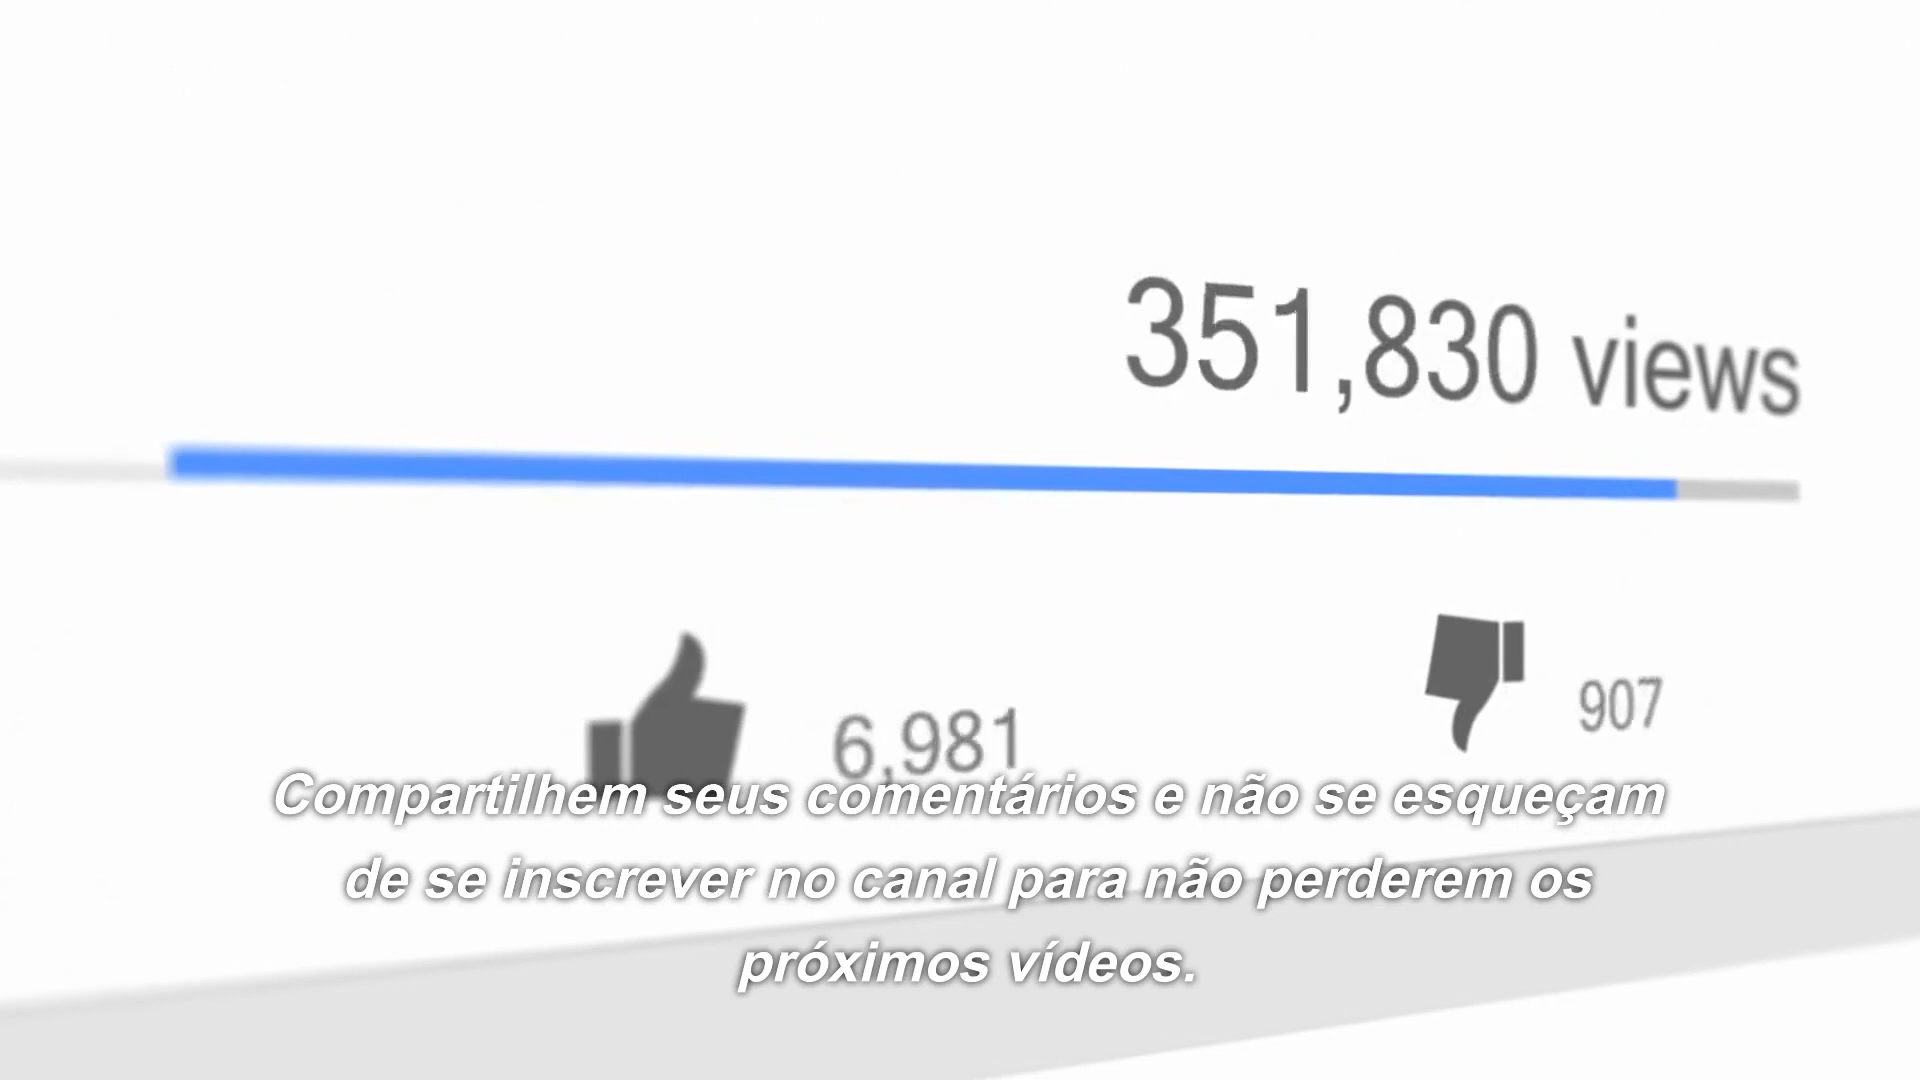 351,830 views
6,981
907
Compartilhem seus comentários e não se esqueçam
de se inscrever no canal para não perderem os
próximos vídeos.